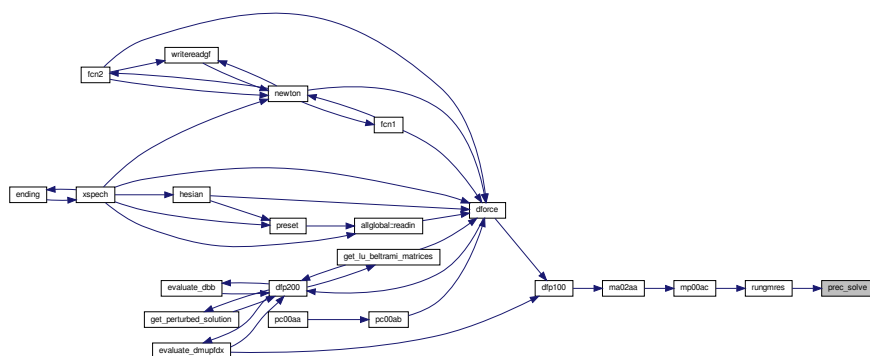 writereadgf
fcn2
newton
fcn1
ending
xspech
hesian
dforce
preset
allglobal::readin
get_lu_beltrami_matrices
evaluate_dbb
dfp200
dfp100
ma02aa
mp00ac
rungmres
prec_solve
get_perturbed_solution
pc00aa
pc00ab
evaluate_dmupfdx